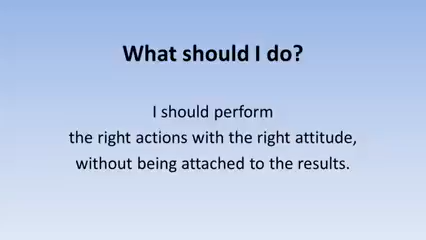 What should I do?
I should perform
the right actions with the right attitude,
without being attached to the results.